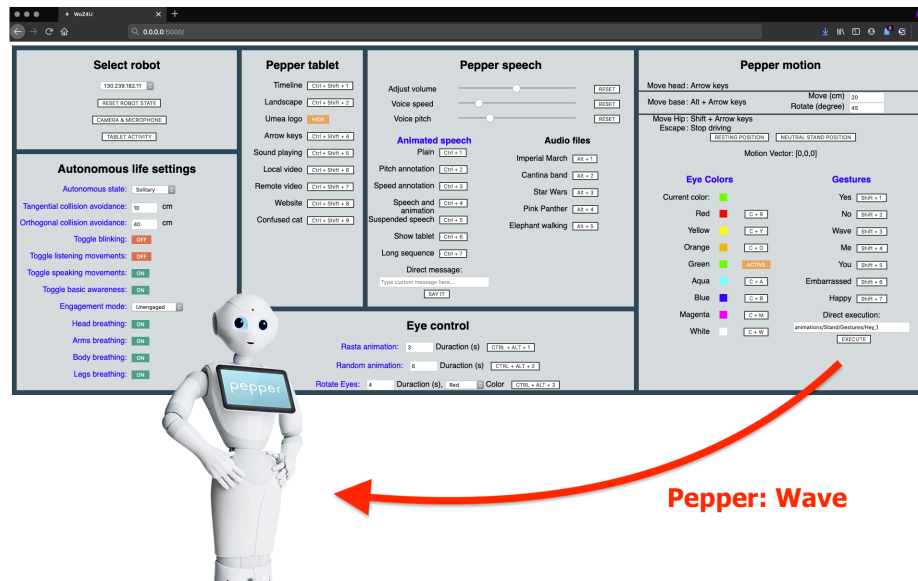 WoZ4U
0.0.0.0:5000/
Select robot
130.239.182.11
RESET ROBOT STATE
CAMERA & MICROPHONE
TABLET ACTIVITY
Autonomous life settings
Autonomous state: Solitary
Tangential collision avoidance: 10 cm
Orthogonal collision avoidance: 40 cm
Toggle blinking: OFF
Toggle listening movements: OFF
Toggle speaking movements: ON
Toggle basic awareness: ON
Engagement mode: Unengaged
Head breathing: ON
Arms breathing: ON
Body breathing: ON
Legs breathing: ON
Pepper tablet
Timeline Ctrl + Shift + 1
Landscape Ctrl + Shift + 2
Umea logo HIDE
Arrow keys Ctrl + Shift + 4
Sound playing Ctrl + Shift + 5
Local video Ctrl + Shift + 6
Remote video Ctrl + Shift + 7
Website Ctrl + Shift + 8
Confused cat Ctrl + Shift + 9
Pepper speech
Adjust volume RESET
Voice speed RESET
Voice pitch RESET
Animated speech
Plain Ctrl + 1
Pitch annotation Ctrl + 2
Speed annotation Ctrl + 3
Speech and
animation Ctrl + 4
Suspended speech Ctrl + 5
Show tablet Ctrl + 6
Long sequence Ctrl + 7
Direct message:
Type custom message here...
SAY IT
Audio files
Imperial March Alt + 1
Cantina band Alt + 2
Star Wars Alt + 3
Pink Panther Alt + 4
Elephant walking Alt + 5
Eye control
Rasta animation: 3 Duration (s) CTRL + ALT + 1
Random animation: 6 Duration (s) CTRL + ALT + 2
Rotate Eyes: 4 Duration (s), Red Color CTRL + ALT + 3
Pepper motion
Move head : Arrow keys
Move base : Alt + Arrow keys
Move (cm) 20
Rotate (degree) 45
Move Hip : Shift + Arrow keys
Escape : Stop driving
RESTING POSITION NEUTRAL STAND POSITION
Motion Vector: [0,0,0]
Eye Colors
Current color:
Red C + R
Yellow C + Y
Orange C + O
Green ACTIVE
Aqua C + A
Blue C + B
Magenta C + M
White C + W
Gestures
Yes Shift + 1
No Shift + 2
Wave Shift + 3
Me Shift + 4
You Shift + 5
Embarrassed Shift + 6
Happy Shift + 7
Direct execution:
animations/Stand/Gestures/Hey_1
EXECUTE
pepper
Pepper: Wave